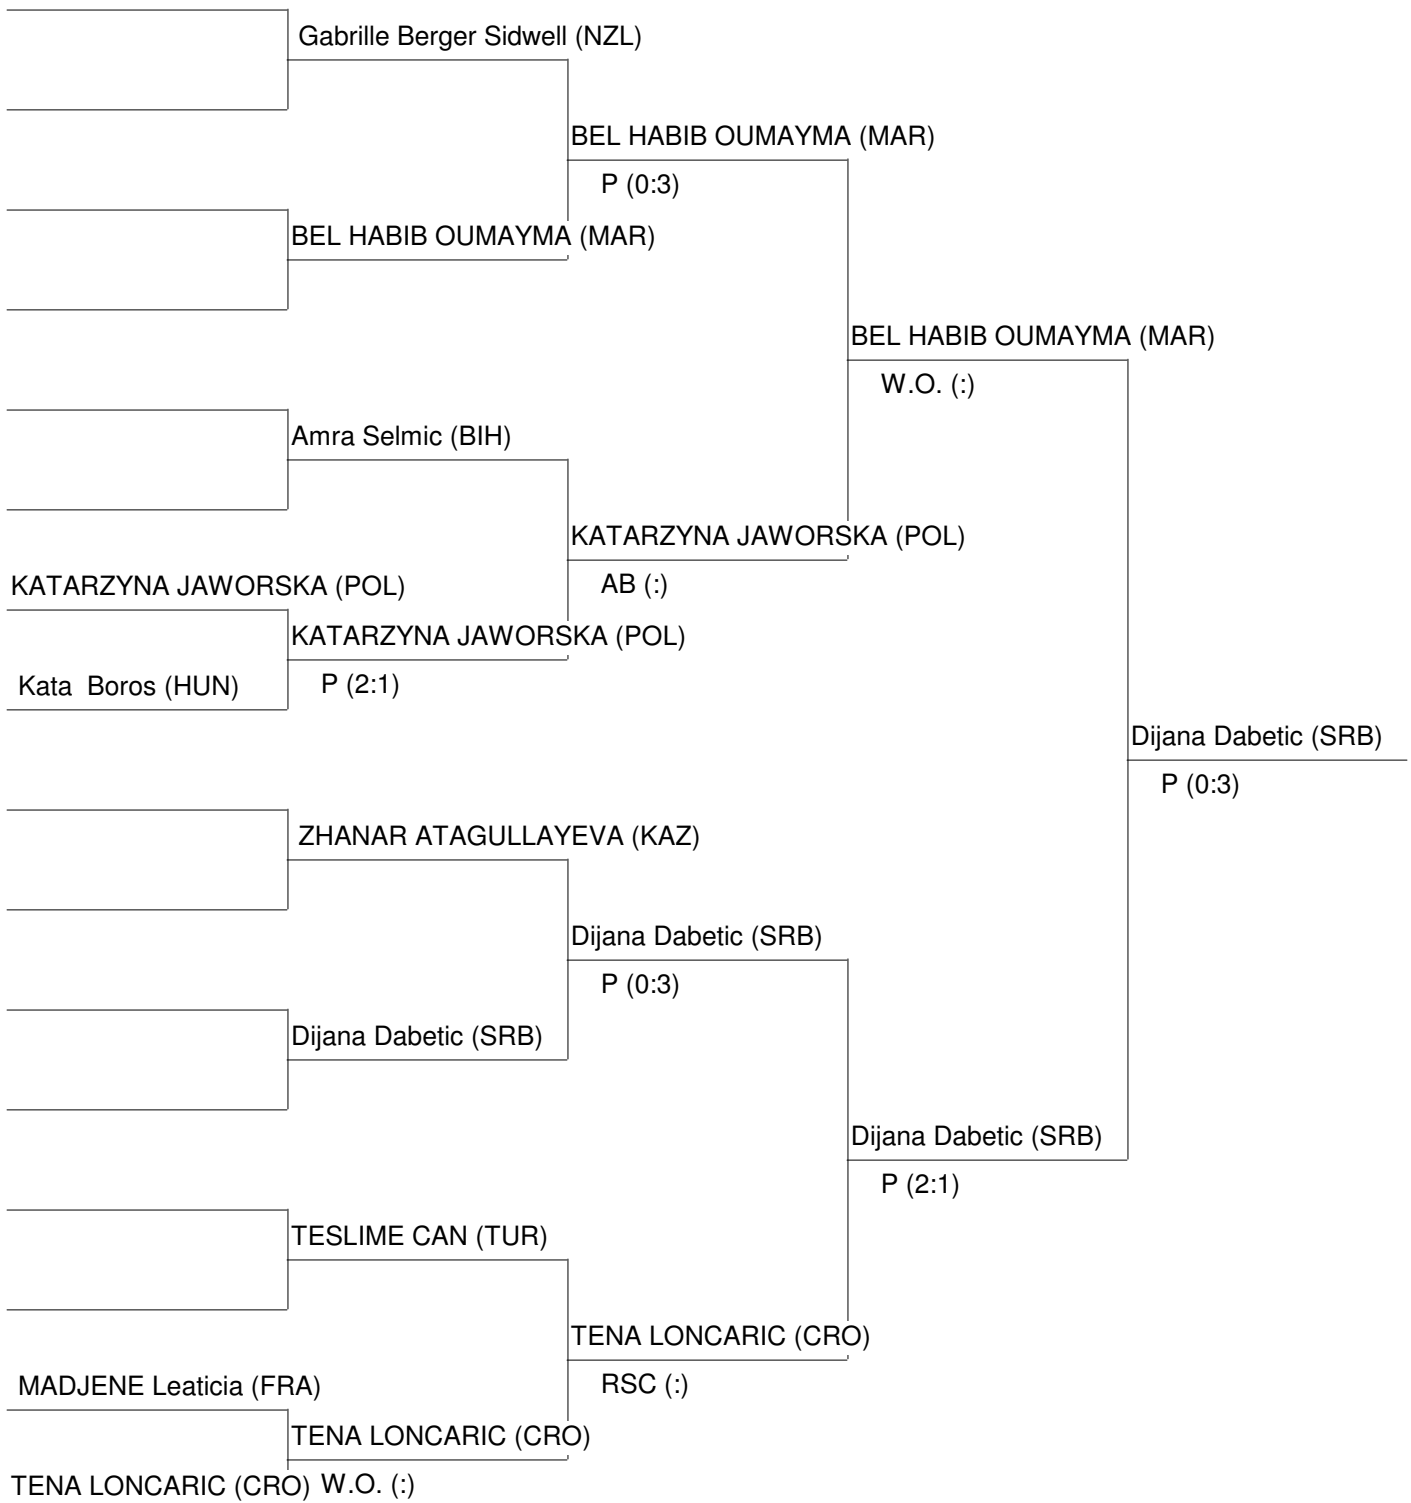 Gabrille Berger Sidwell (NZL)
BEL HABIB OUMAYMA (MAR)
P (0:3)
BEL HABIB OUMAYMA (MAR)
BEL HABIB OUMAYMA (MAR)
W.O. (:)
Amra Selmic (BIH)
KATARZYNA JAWORSKA (POL)
KATARZYNA JAWORSKA (POL)
AB (:)
KATARZYNA JAWORSKA (POL)
Kata  Boros (HUN)
P (2:1)
Dijana Dabetic (SRB)
P (0:3)
ZHANAR ATAGULLAYEVA (KAZ)
Dijana Dabetic (SRB)
P (0:3)
Dijana Dabetic (SRB)
Dijana Dabetic (SRB)
P (2:1)
TESLIME CAN (TUR)
TENA LONCARIC (CRO)
MADJENE Leaticia (FRA)
RSC (:)
TENA LONCARIC (CRO)
TENA LONCARIC (CRO)
W.O. (:)